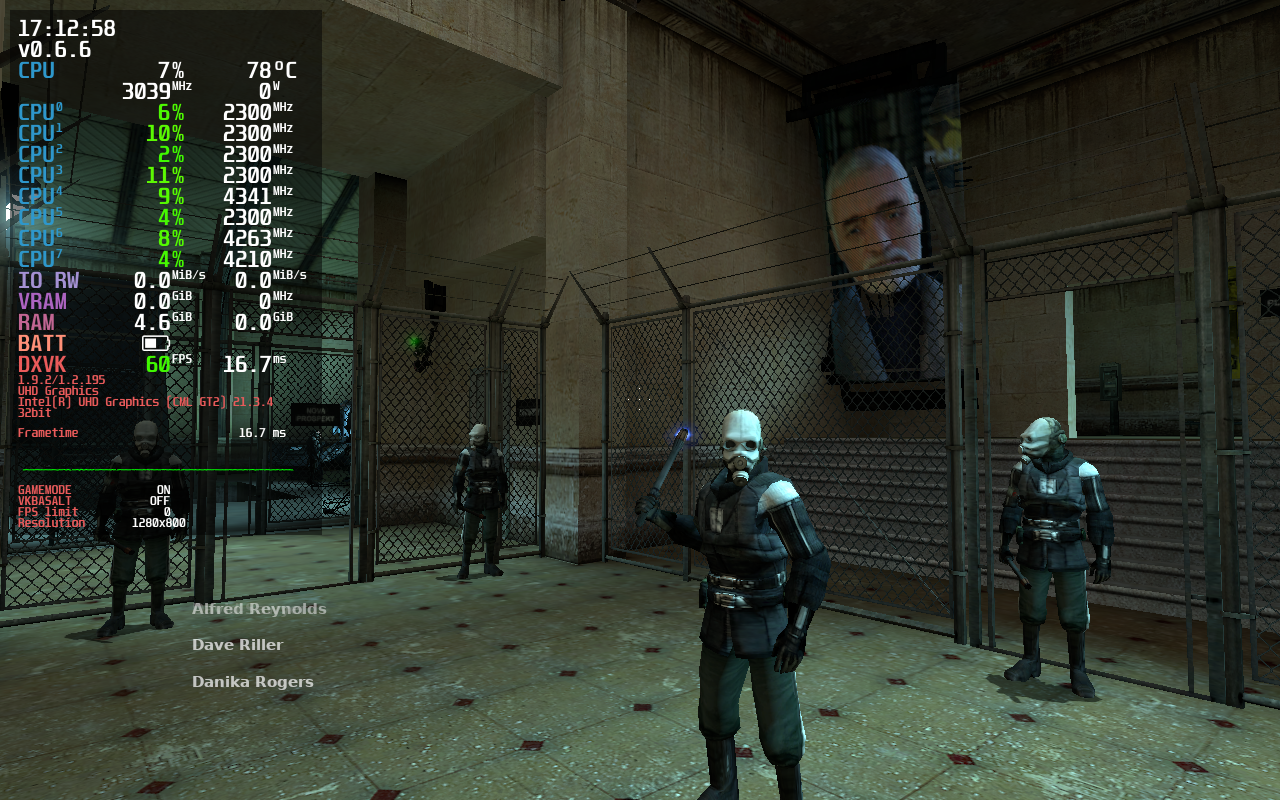 17:12:58
v0.6.6
CPU 7% 78°C
3039MHz 0W
CPU0 6% 2300MHz
CPU1 10% 2300MHz
CPU2 2% 2300MHz
CPU3 11% 2300MHz
CPU4 9% 4341MHz
CPU5 4% 2300MHz
CPU6 8% 4263MHz
CPU7 4% 4210MHz
IO RW 0.0MiB/s 0.0MiB/s
VRAM 0.0GiB 0MHz
RAM 4.6GiB 0.0GiB
BATT
DXVK 60FPS 16.7ms
1.9.2/1.2.195
UHD Graphics
Intel(R) UHD Graphics [CML GT2] 21.3.4
32bit
Frametime 16.7 ms
GAMEMODE ON
VKBASALT OFF
FPS limit 0
Resolution 1280x800
NOVA PROSPEKT
Alfred Reynolds
Dave Riller
Danika Rogers